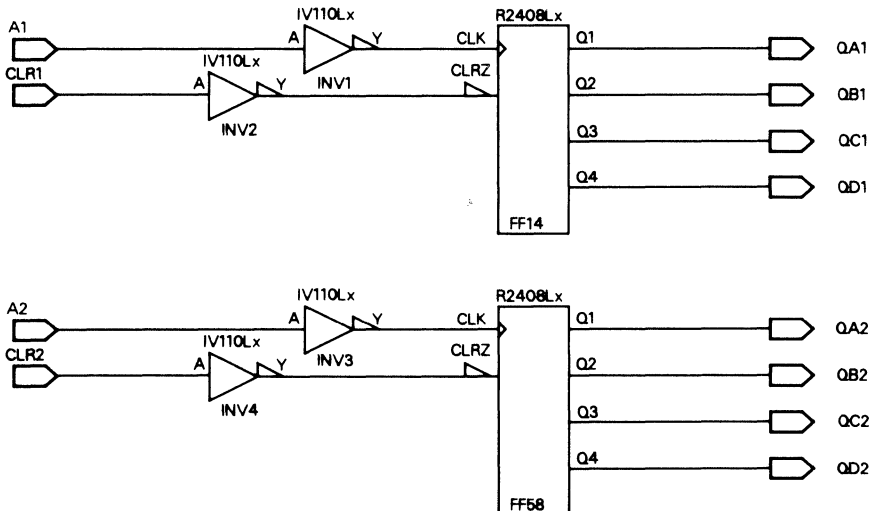 A1
IV110Lx
A
Y
INV1
CLR1
IV110Lx
A
Y
INV2
R2408Lx
CLK
CLRZ
Q1
Q2
Q3
Q4
FF14
QA1
QB1
QC1
QD1
A2
IV110Lx
A
Y
INV3
CLR2
IV110Lx
A
Y
INV4
R2408Lx
CLK
CLRZ
Q1
Q2
Q3
Q4
FF58
QA2
QB2
QC2
QD2